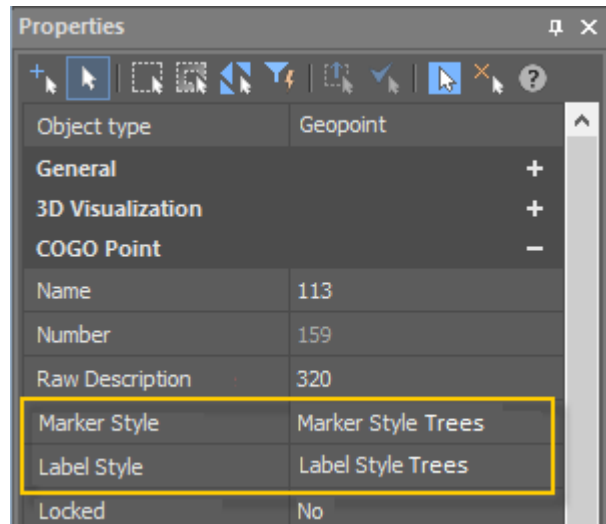 Properties
Object type Geopoint
General
3D Visualization
COGO Point
Name 113
Number 159
Raw Description 320
Marker Style Marker Style Trees
Label Style Label Style Trees
Locked No